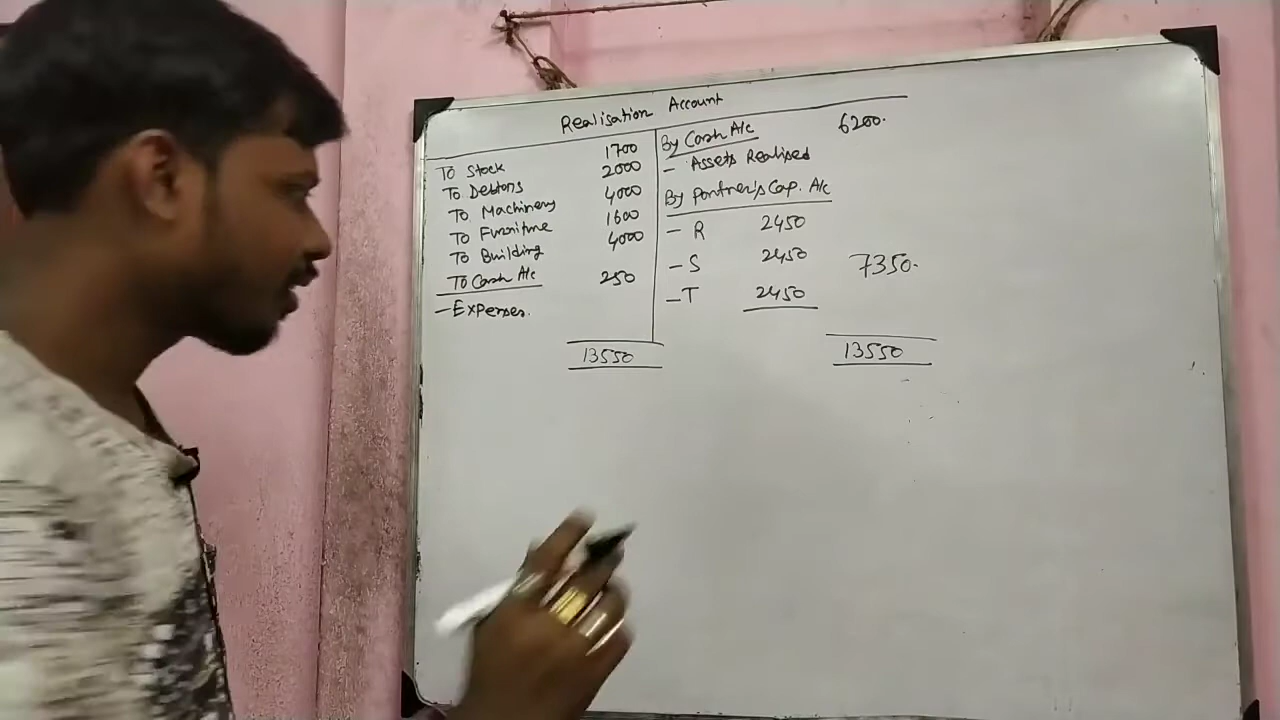 Realisation Account
To Stock 1700
To Debtors 2000
To Machinery 4000
To Furniture 1600
To Building 4000
To Cash A/c 250
- Expenses.
13550
By Cash A/c 6200.
- Assets Realised
By Partner's Cap. A/c
- R 2450
- S 2450 7350.
- T 2450
13550